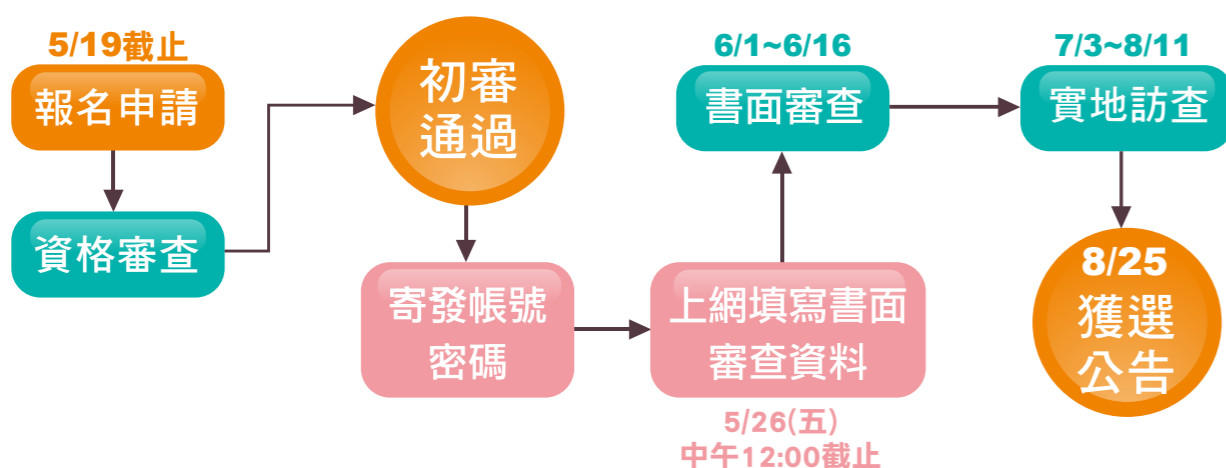 5/19截止
報名申請
資格審查
初審
通過
寄發帳號
密碼
上網填寫書面
審查資料
5/26(五)
中午12:00截止
6/1~6/16
書面審查
7/3~8/11
實地訪查
8/25
獲選
公告